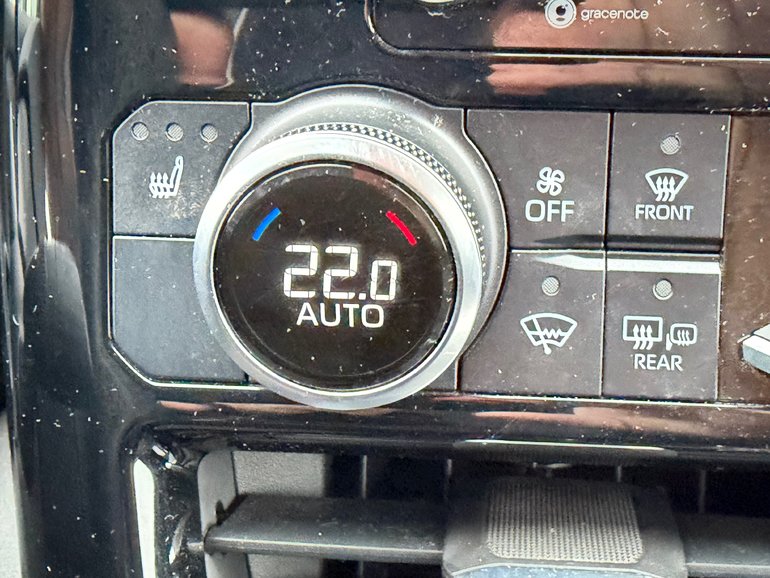 gracenote
OFF
FRONT
22.0
AUTO
REAR